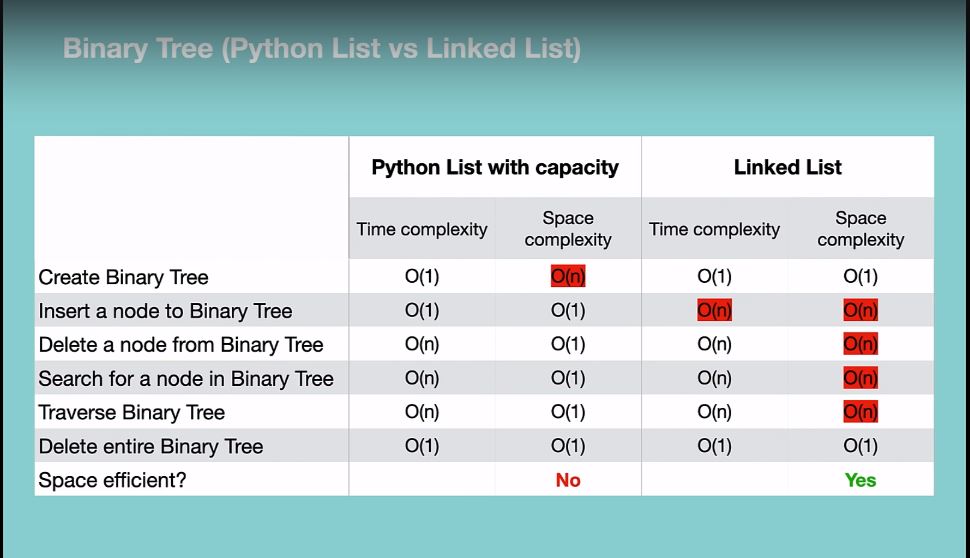 Binary Tree (Python List vs Linked List)
Python List with capacity Linked List
Time complexity Space complexity Time complexity Space complexity
Create Binary Tree O(1) O(n) O(1) O(1)
Insert a node to Binary Tree O(1) O(1) O(n) O(n)
Delete a node from Binary Tree O(n) O(1) O(n) O(n)
Search for a node in Binary Tree O(n) O(1) O(n) O(n)
Traverse Binary Tree O(n) O(1) O(n) O(n)
Delete entire Binary Tree O(1) O(1) O(1) O(1)
Space efficient? No Yes